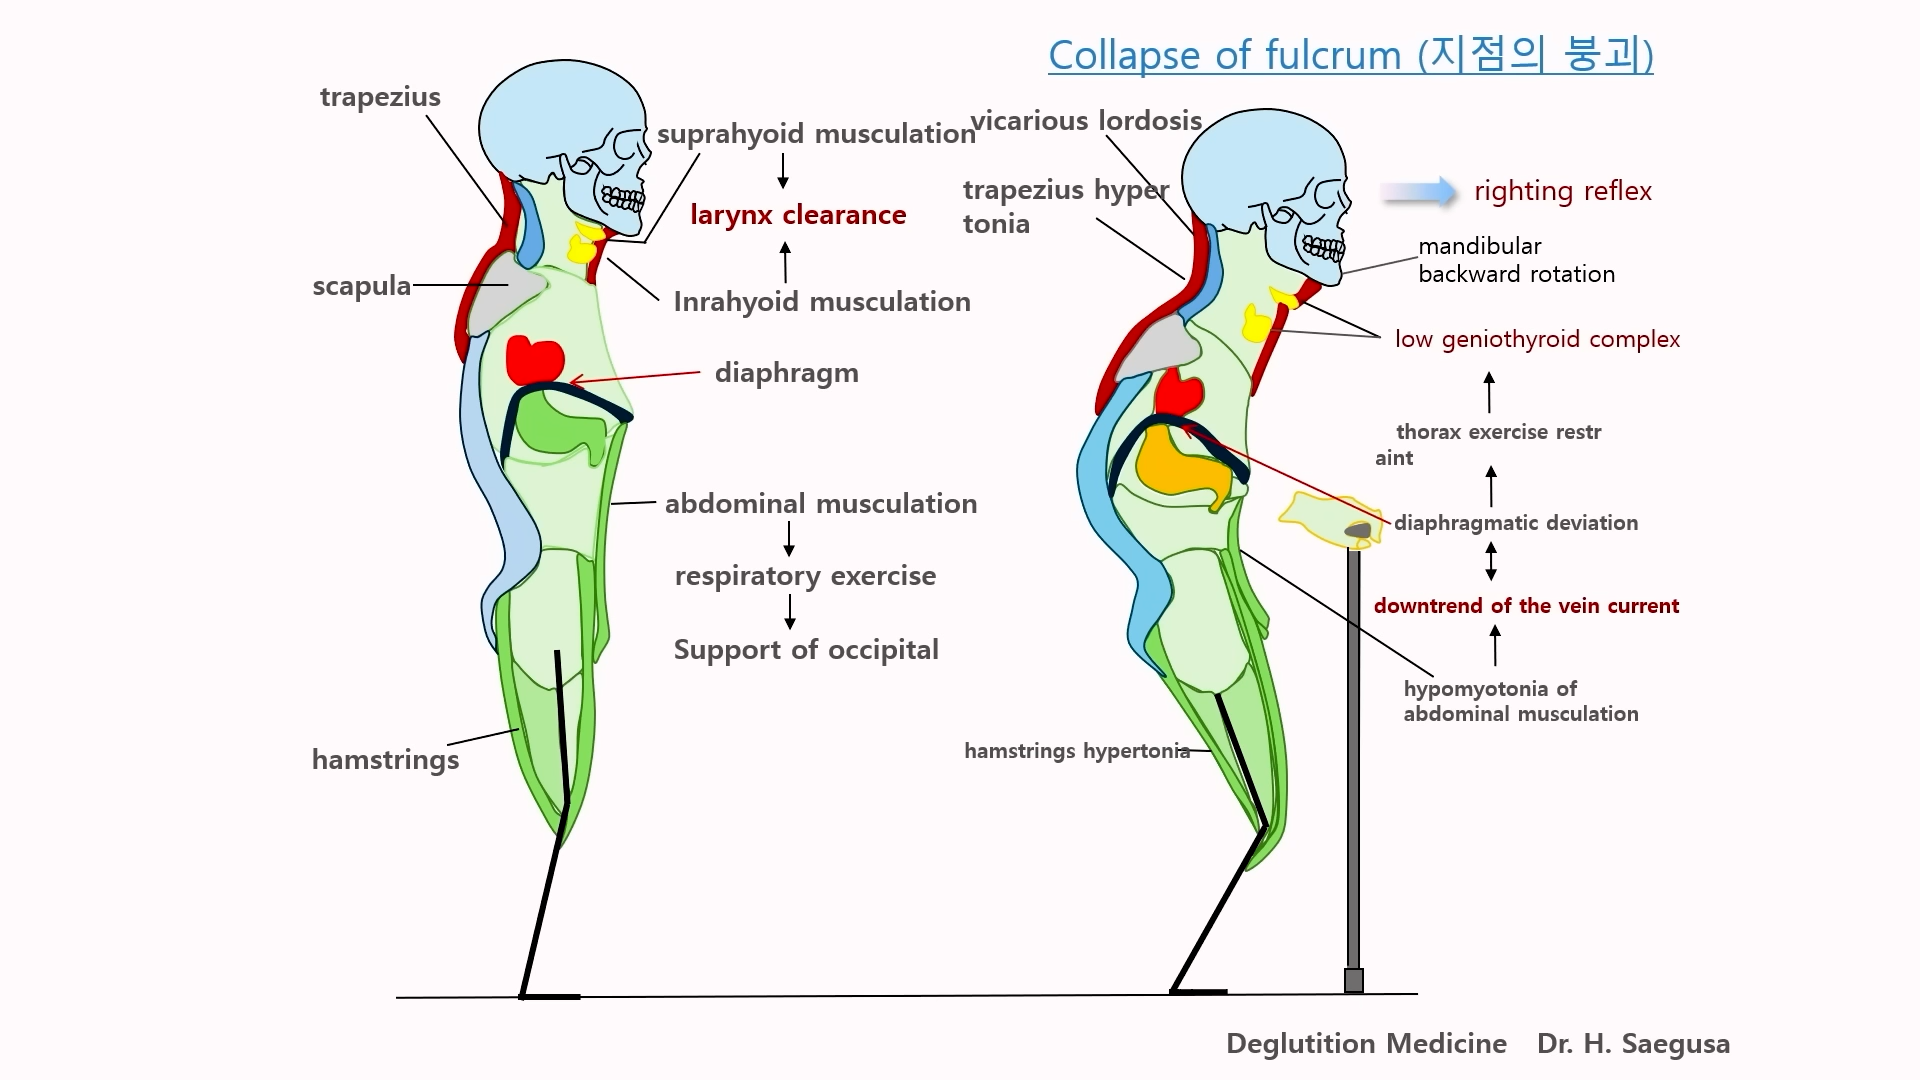 Collapse of fulcrum (지점의 붕괴)
trapezius
suprahyoid musculation
larynx clearance
scapula
Inrahyoid musculation
diaphragm
abdominal musculation
respiratory exercise
Support of occipital
hamstrings
vicarious lordosis
trapezius hyper
tonia
righting reflex
mandibular
backward rotation
low geniothyroid complex
thorax exercise restr
aint
diaphragmatic deviation
downtrend of the vein current
hypomyotonia of
abdominal musculation
hamstrings hypertonia
Deglutition Medicine Dr. H. Saegusa